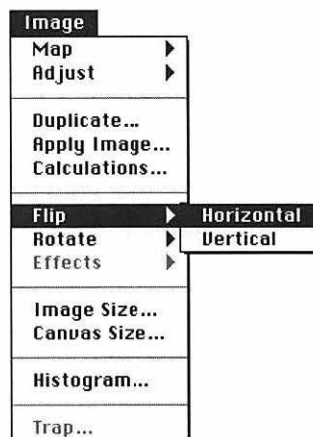 Image
Map
Adjust
Duplicate...
Apply Image...
Calculations...
Flip
Horizontal
Rotate
Vertical
Effects
Image Size...
Canvas Size...
Histogram...
Trap...